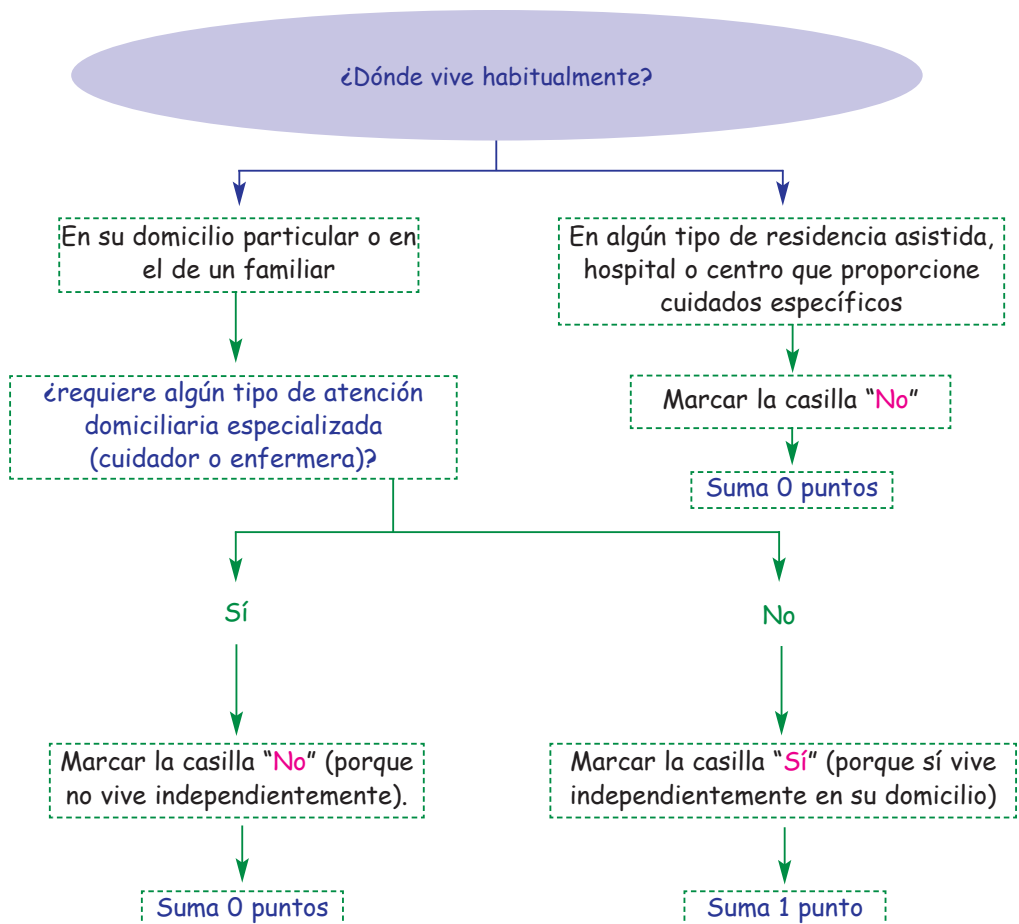 ¿Dónde vive habitualmente?
En su domicilio particular o en
el de un familiar
En algún tipo de residencia asistida,
hospital o centro que proporcione
cuidados específicos
¿requiere algún tipo de atención
domiciliaria especializada
(cuidador o enfermera)?
Marcar la casilla “No”
Suma 0 puntos
Sí
No
Marcar la casilla “No” (porque
no vive independientemente).
Marcar la casilla “Sí” (porque sí vive
independientemente en su domicilio)
Suma 0 puntos
Suma 1 punto